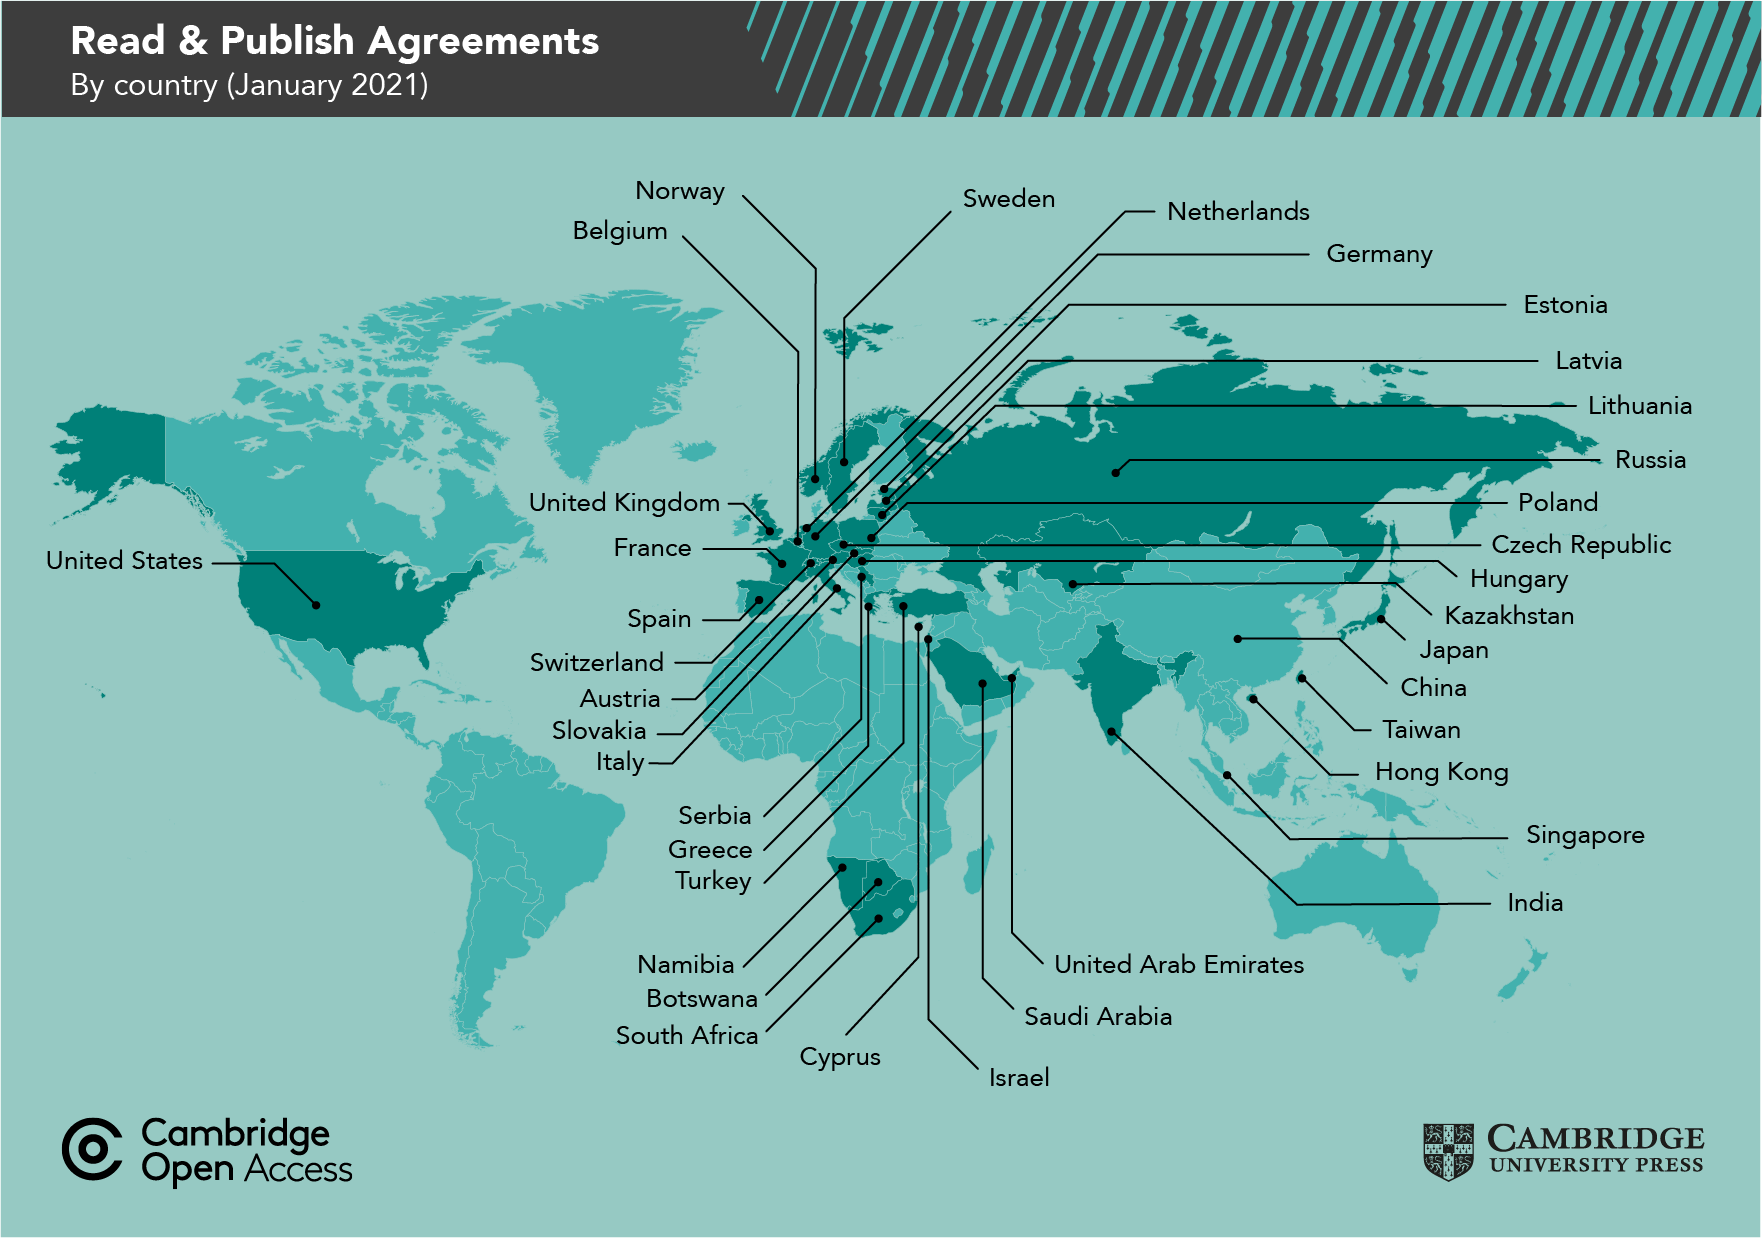 Read & Publish Agreements
By country (January 2021)
Norway
Sweden
Netherlands
Belgium
Germany
Estonia
Latvia
Lithuania
Russia
United Kingdom
Poland
France
Czech Republic
United States
Hungary
Spain
Kazakhstan
Japan
Switzerland
China
Austria
Slovakia
Taiwan
Italy
Hong Kong
Serbia
Singapore
Greece
Turkey
India
Namibia
United Arab Emirates
Botswana
Saudi Arabia
South Africa
Cyprus
Israel
Cambridge
Open Access
CAMBRIDGE
UNIVERSITY PRESS